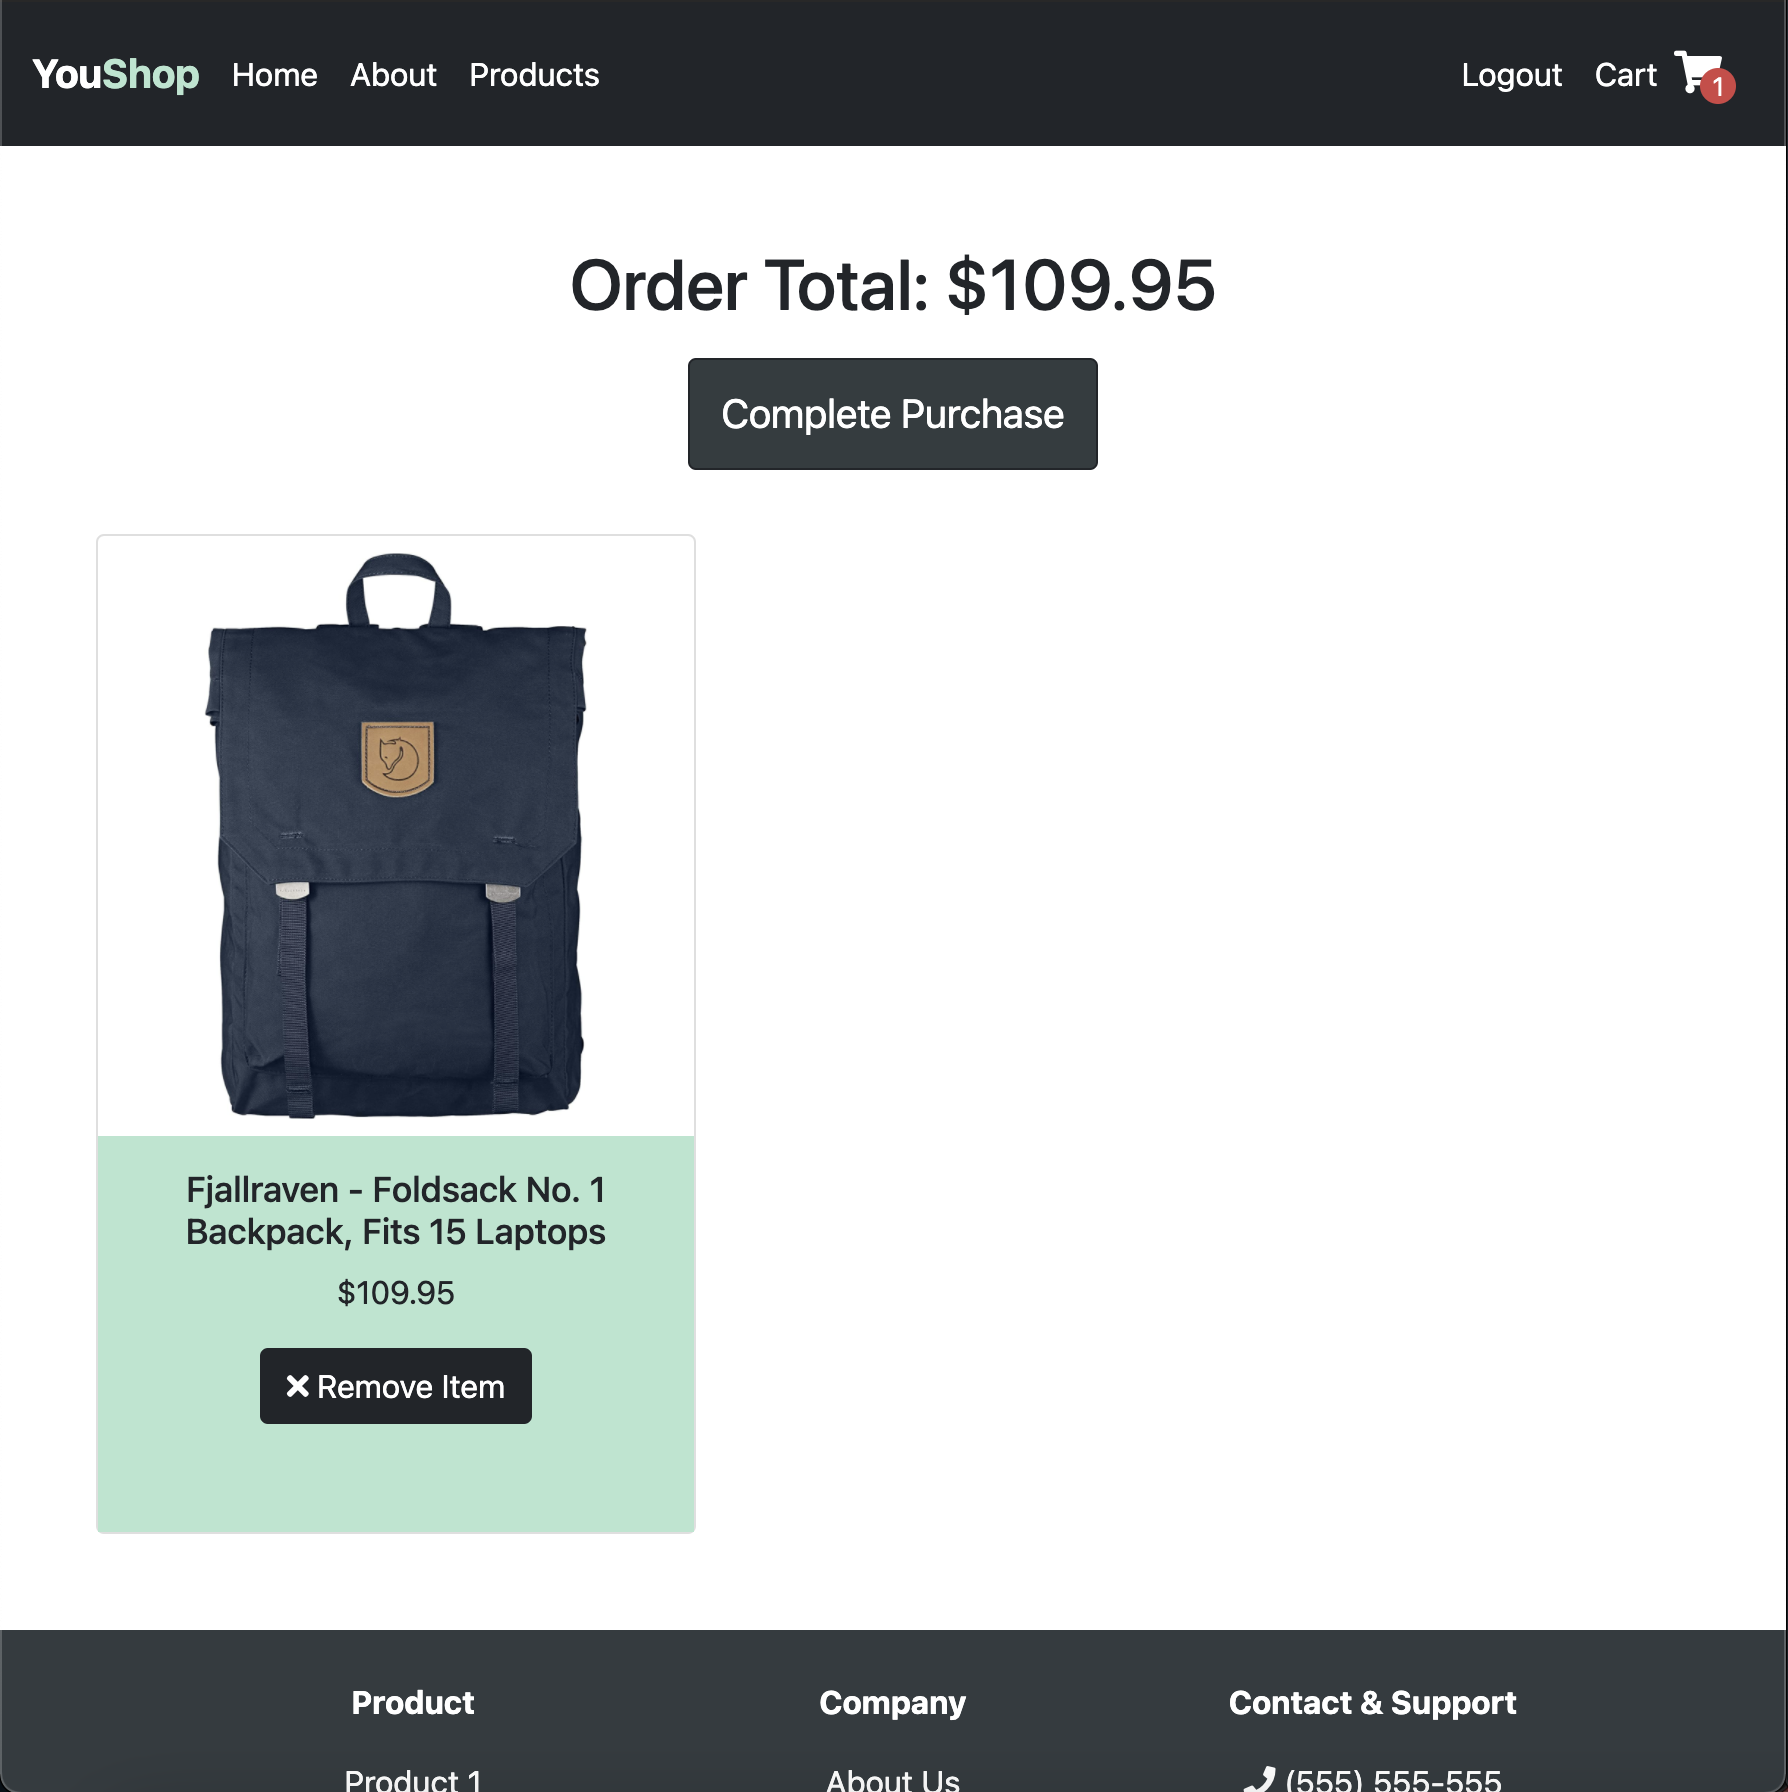 YouShop Home About Products Logout Cart 1
Order Total: $109.95
Complete Purchase
Fjallraven - Foldsack No. 1
Backpack, Fits 15 Laptops
$109.95
Remove Item
Product Company Contact & Support
Product 1 About Us (555) 555-555